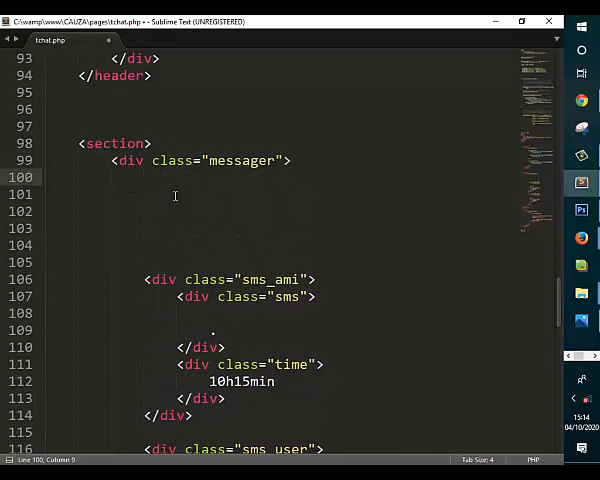 C:\wamp\www\CAUZA\pages\tchat.php • - Sublime Text (UNREGISTERED)
tchat.php
93 </div>
94 </header>
95
96
97
98 <section>
99 <div class="messager">
100
101
102
103
104
105
106 <div class="sms_ami">
107 <div class="sms">
108
109 .
110 </div>
111 <div class="time">
112 10h15min
113 </div>
114 </div>
115
116 <div class="sms_user">
Line 100, Column 9
Tab Size: 4
PHP
Ps
15:14
04/10/2020